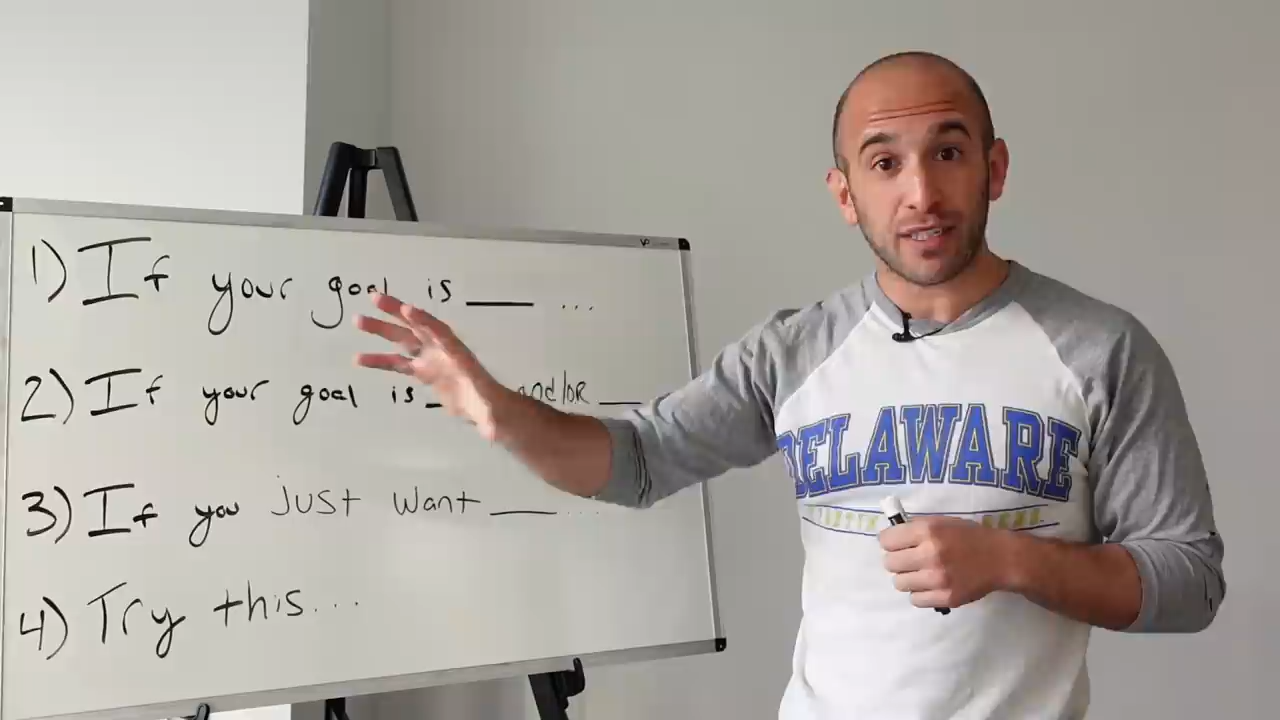 1) If your goal is ___ ...
2) If your goal is _ and/or ___
3) If you just want ___ ...
4) Try this...
DELAWARE